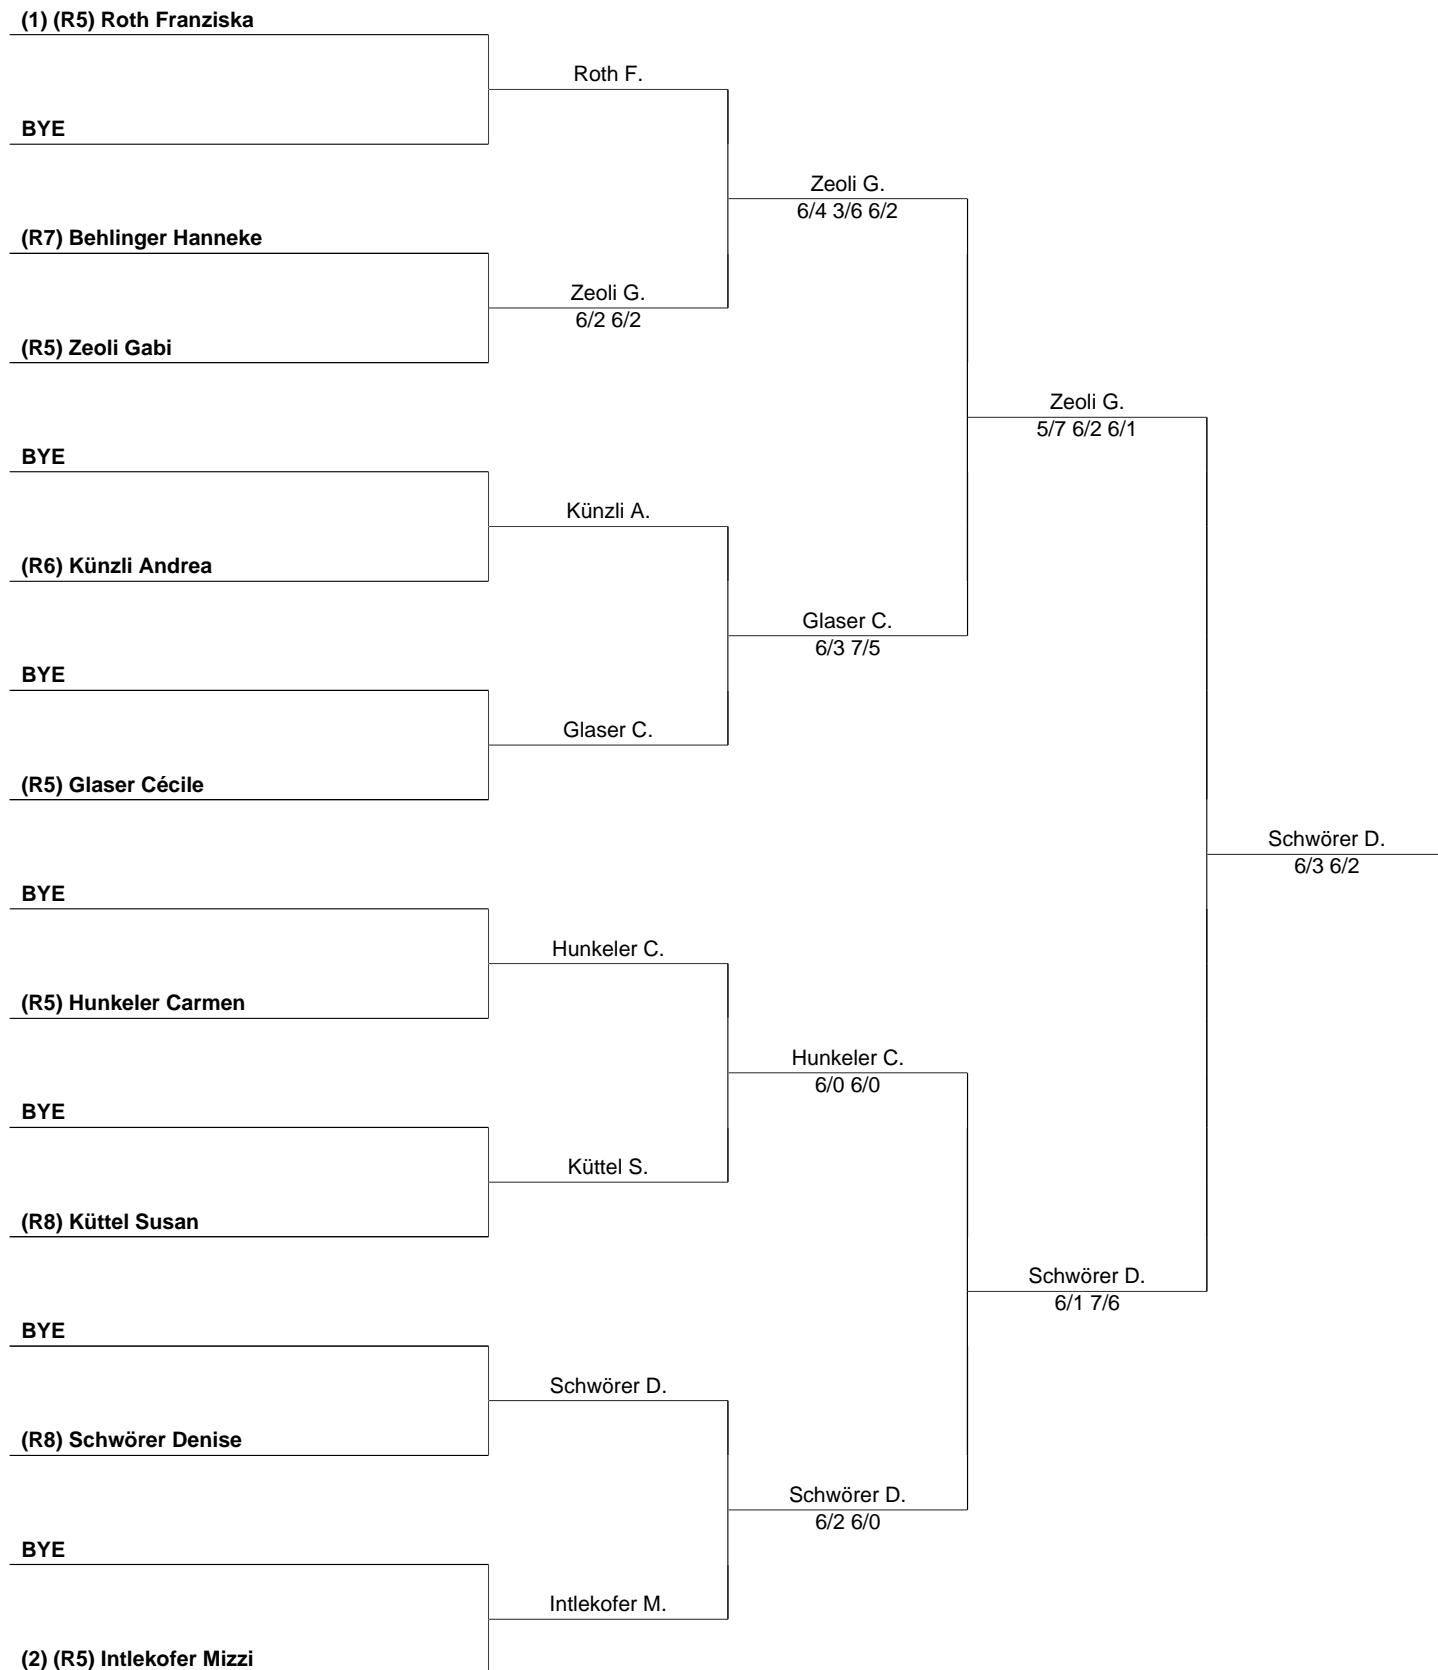 (1) (R5) Roth Franziska
Roth F.
BYE
Zeoli G.
6/4 3/6 6/2
(R7) Behlinger Hanneke
Zeoli G.
6/2 6/2
(R5) Zeoli Gabi
Zeoli G.
5/7 6/2 6/1
BYE
Künzli A.
(R6) Künzli Andrea
Glaser C.
6/3 7/5
BYE
Glaser C.
(R5) Glaser Cécile
Schwörer D.
6/3 6/2
BYE
Hunkeler C.
(R5) Hunkeler Carmen
Hunkeler C.
6/0 6/0
BYE
Küttel S.
(R8) Küttel Susan
Schwörer D.
6/1 7/6
BYE
Schwörer D.
(R8) Schwörer Denise
Schwörer D.
6/2 6/0
BYE
Intlekofer M.
(2) (R5) Intlekofer Mizzi